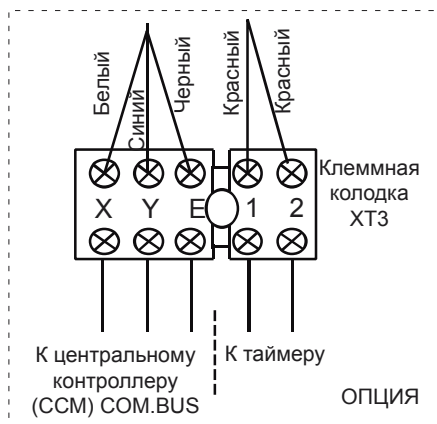 Белый
Синий
Черный
Красный
Красный
X Y E 1 2
Клеммная
колодка
XT3
К центральному
контроллеру
(CCM) COM.BUS
К таймеру
ОПЦИЯ